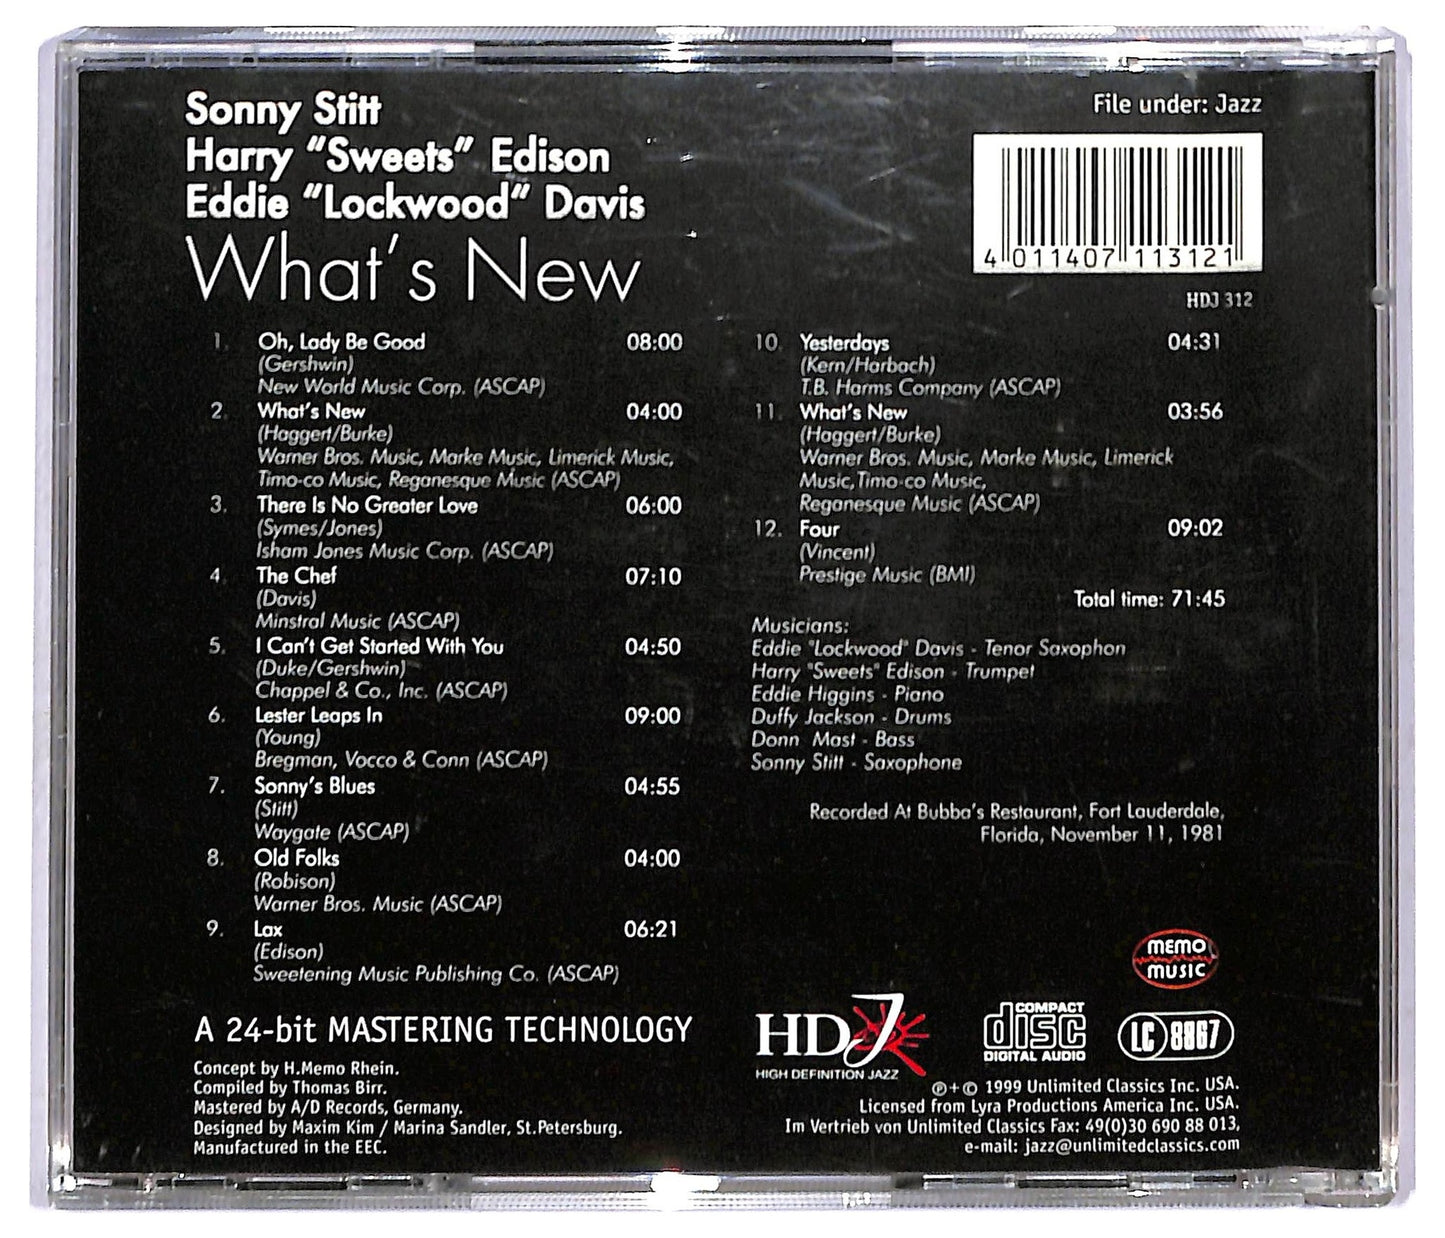 Sonny Stitt
Harry "Sweets" Edison
Eddie "Lockwood" Davis
What's New
File under: Jazz
4 011407 113121
HDJ 312
1. Oh, Lady Be Good 08:00
(Gershwin)
New World Music Corp. (ASCAP)
2. What's New 04:00
(Haggert/Burke)
Warner Bros. Music, Marke Music, Limerick Music,
Timo-co Music, Reganesque Music (ASCAP)
3. There Is No Greater Love 06:00
(Symes/Jones)
Isham Jones Music Corp. (ASCAP)
4. The Chef 07:10
(Davis)
Minstral Music (ASCAP)
5. I Can't Get Started With You 04:50
(Duke/Gershwin)
Chappel & Co., Inc. (ASCAP)
6. Lester Leaps In 09:00
(Young)
Bregman, Vocco & Conn (ASCAP)
7. Sonny's Blues 04:55
(Stitt)
Waygate (ASCAP)
8. Old Folks 04:00
(Robison)
Warner Bros. Music (ASCAP)
9. Lax 06:21
(Edison)
Sweetening Music Publishing Co. (ASCAP)
10. Yesterdays 04:31
(Kern/Harbach)
T.B. Harms Company (ASCAP)
11. What's New 03:56
(Haggert/Burke)
Warner Bros. Music, Marke Music, Limerick
Music,Timo-co Music,
Reganesque Music (ASCAP)
12. Four 09:02
(Vincent)
Prestige Music (BMI)
Total time: 71:45
Musicians:
Eddie "Lockwood" Davis - Tenor Saxophon
Harry "Sweets" Edison - Trumpet
Eddie Higgins - Piano
Duffy Jackson - Drums
Donn Mast - Bass
Sonny Stitt - Saxophone
Recorded At Bubba's Restaurant, Fort Lauderdale,
Florida, November 11, 1981
MEMO
MUSIC
A 24-bit MASTERING TECHNOLOGY
Concept by H.Memo Rhein.
Compiled by Thomas Birr.
Mastered by A/D Records, Germany.
Designed by Maxim Kim / Marina Sandler, St.Petersburg.
Manufactured in the EEC.
HDJ
HIGH DEFINITION JAZZ
COMPACT
disc
DIGITAL AUDIO
LC 8867
℗+© 1999 Unlimited Classics Inc. USA.
Licensed from Lyra Productions America Inc. USA.
Im Vertrieb von Unlimited Classics Fax: 49(0)30 690 88 013,
e-mail: jazz@unlimitedclassics.com